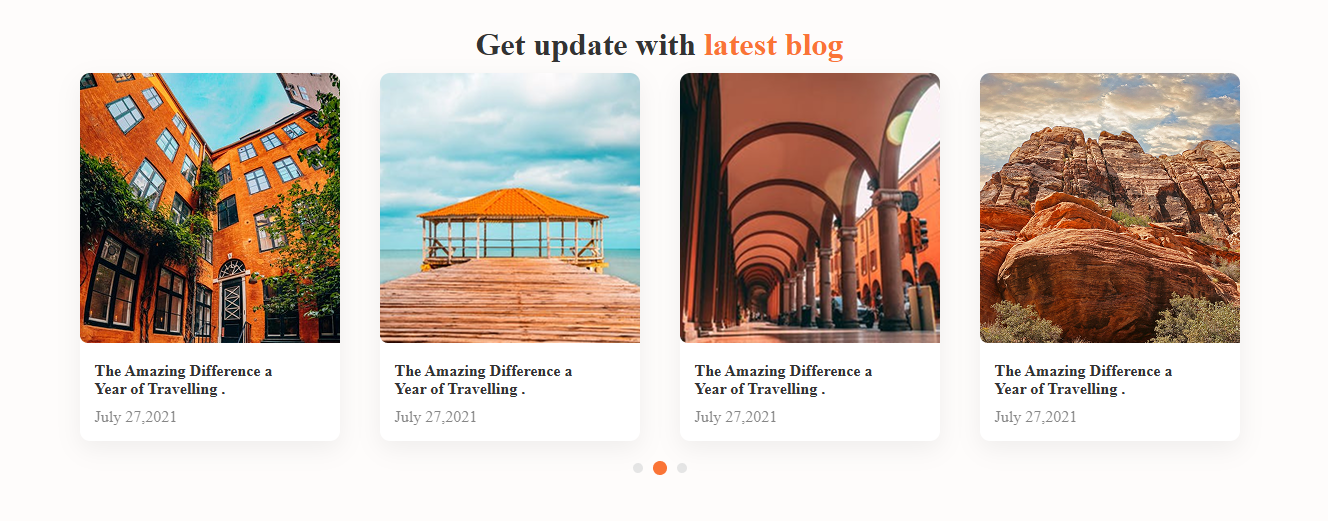 Get update with latest blog
The Amazing Difference a
Year of Travelling .
July 27,2021
The Amazing Difference a
Year of Travelling .
July 27,2021
The Amazing Difference a
Year of Travelling .
July 27,2021
The Amazing Difference a
Year of Travelling .
July 27,2021